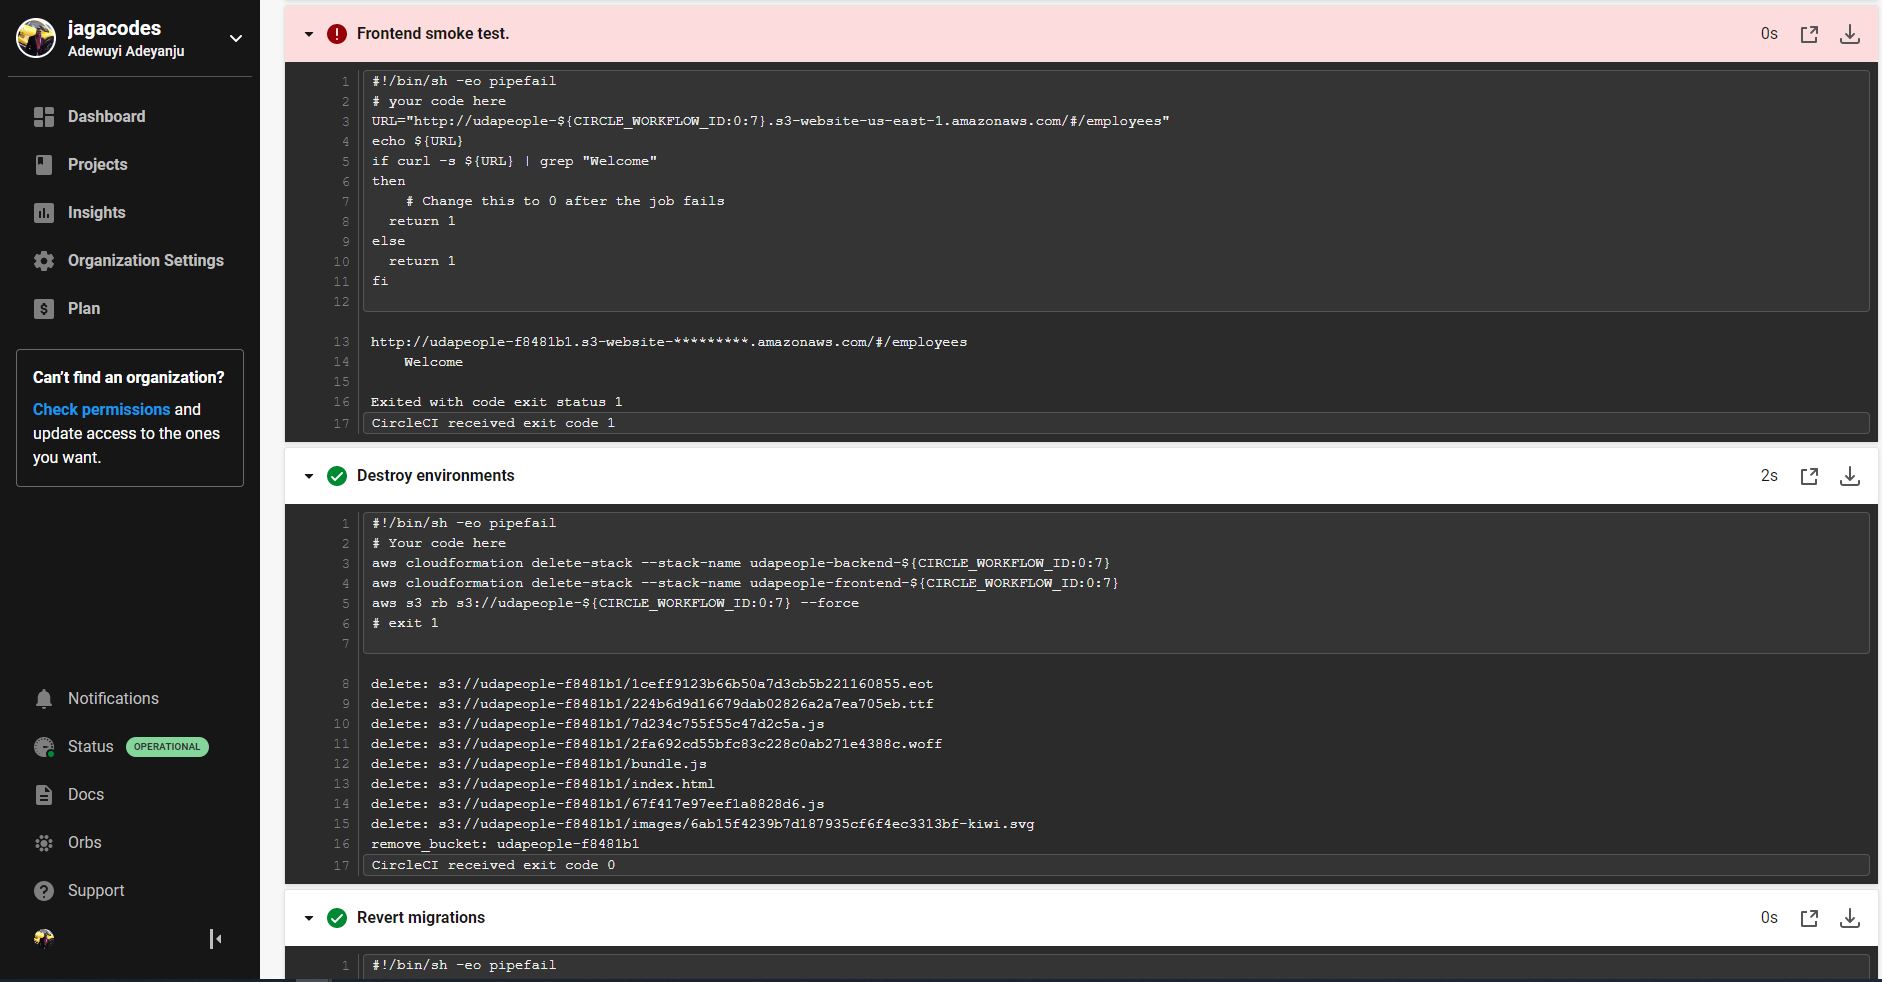 jagacodes
Adewuyi Adeyanju
Dashboard
Projects
Insights
Organization Settings
Plan
Can't find an organization?
Check permissions and
update access to the ones
you want.
Notifications
Status OPERATIONAL
Docs
Orbs
Support
Frontend smoke test. 0s
1 #!/bin/sh -eo pipefail
2 # your code here
3 URL="http://udapeople-${CIRCLE_WORKFLOW_ID:0:7}.s3-website-us-east-1.amazonaws.com/#/employees"
4 echo ${URL}
5 if curl -s ${URL} | grep "Welcome"
6 then
7 # Change this to 0 after the job fails
8 return 1
9 else
10 return 1
11 fi
12
13 http://udapeople-f8481b1.s3-website-*********.amazonaws.com/#/employees
14 Welcome
15
16 Exited with code exit status 1
17 CircleCI received exit code 1
Destroy environments 2s
1 #!/bin/sh -eo pipefail
2 # Your code here
3 aws cloudformation delete-stack --stack-name udapeople-backend-${CIRCLE_WORKFLOW_ID:0:7}
4 aws cloudformation delete-stack --stack-name udapeople-frontend-${CIRCLE_WORKFLOW_ID:0:7}
5 aws s3 rb s3://udapeople-${CIRCLE_WORKFLOW_ID:0:7} --force
6 # exit 1
7
8 delete: s3://udapeople-f8481b1/1ceff9123b66b50a7d3cb5b221160855.eot
9 delete: s3://udapeople-f8481b1/224b6d9d16679dab02826a2a7ea705eb.ttf
10 delete: s3://udapeople-f8481b1/7d234c755f55c47d2c5a.js
11 delete: s3://udapeople-f8481b1/2fa692cd55bfc83c228c0ab271e4388c.woff
12 delete: s3://udapeople-f8481b1/bundle.js
13 delete: s3://udapeople-f8481b1/index.html
14 delete: s3://udapeople-f8481b1/67f417e97eef1a8828d6.js
15 delete: s3://udapeople-f8481b1/images/6ab15f4239b7d187935cf6f4ec3313bf-kiwi.svg
16 remove_bucket: udapeople-f8481b1
17 CircleCI received exit code 0
Revert migrations 0s
1 #!/bin/sh -eo pipefail